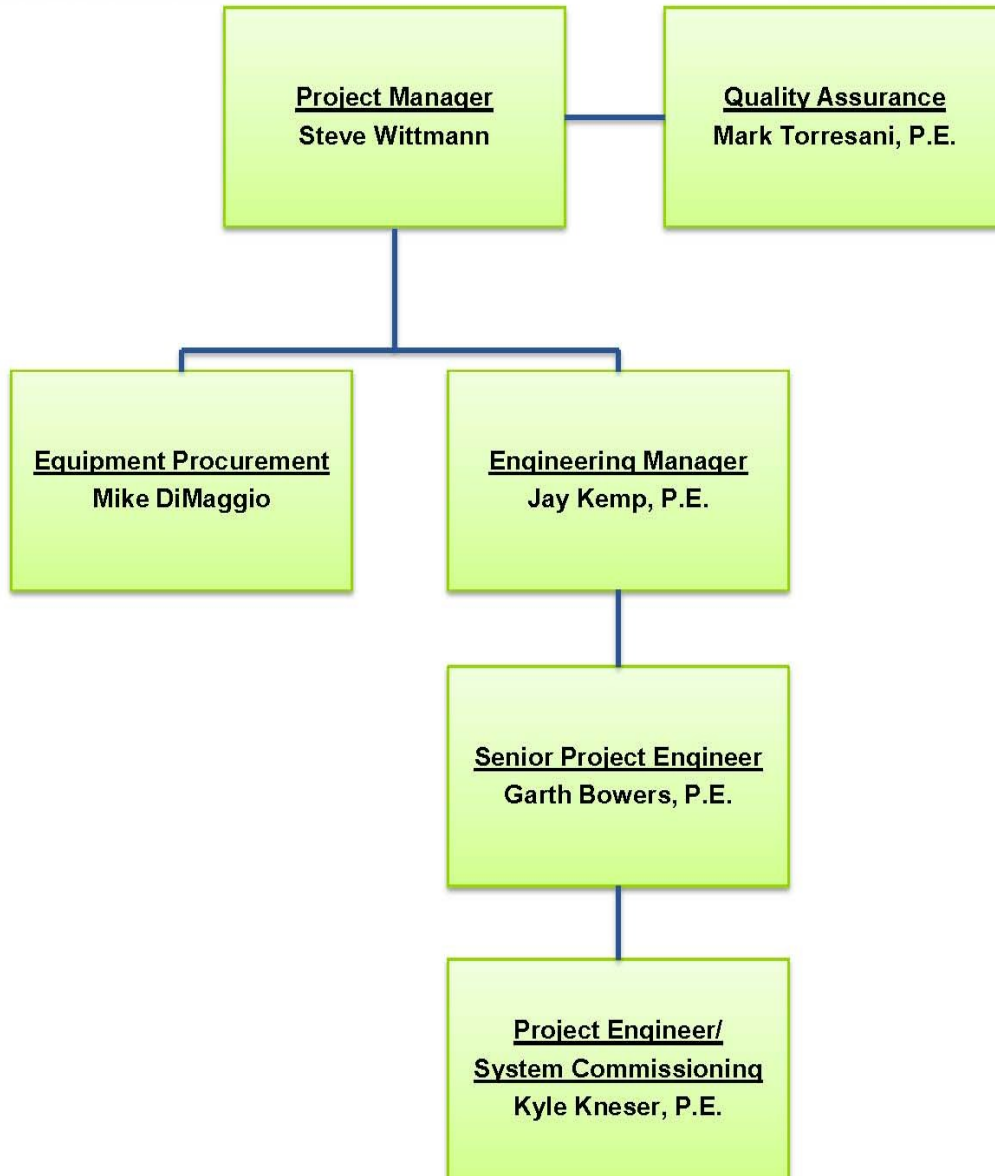 Project Manager
Steve Wittmann
Quality Assurance
Mark Torresani, P.E.
Equipment Procurement
Mike DiMaggio
Engineering Manager
Jay Kemp, P.E.
Senior Project Engineer
Garth Bowers, P.E.
Project Engineer/
System Commissioning
Kyle Kneser, P.E.